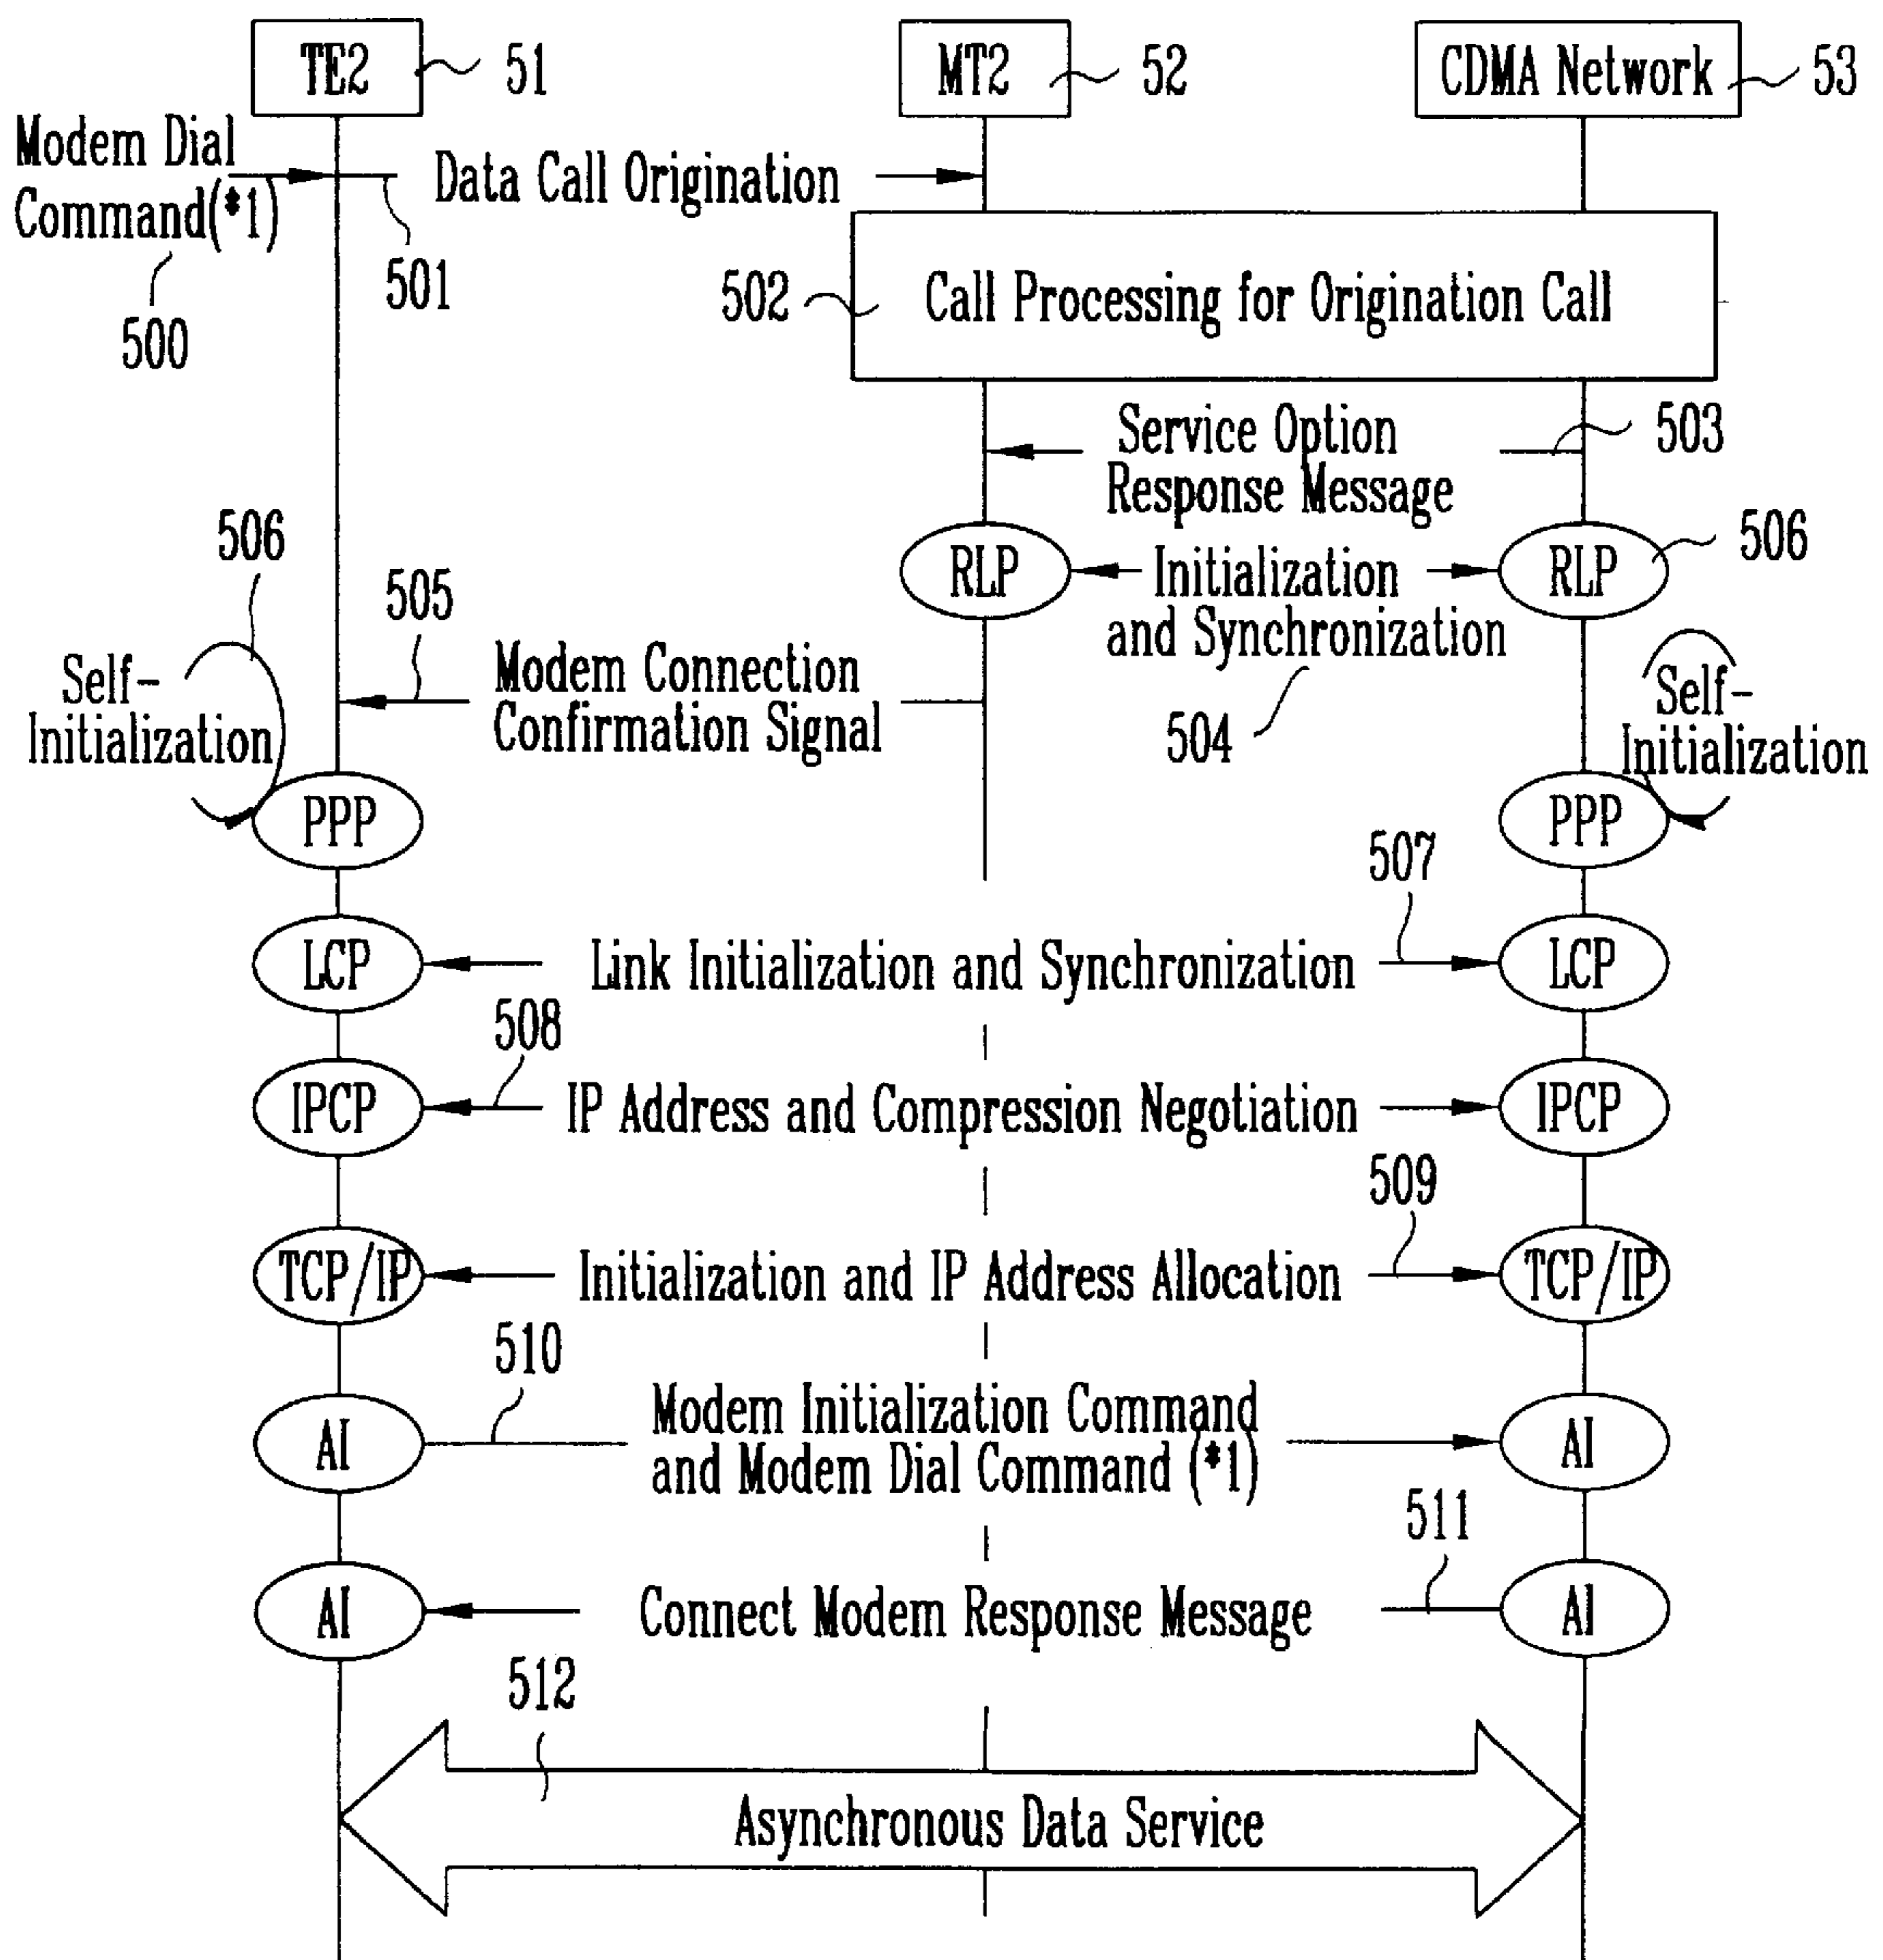 TE2 51
MT2 52
CDMA Network 53
Modem Dial
Command(*1)
500
501
Data Call Origination
502
Call Processing for Origination Call
Service Option
Response Message
503
RLP
Initialization
and Synchronization
504
RLP
506
506
505
Self-
Initialization
Modem Connection
Confirmation Signal
Self-
Initialization
PPP
PPP
507
LCP
Link Initialization and Synchronization
LCP
508
IPCP
IP Address and Compression Negotiation
IPCP
509
TCP/IP
Initialization and IP Address Allocation
TCP/IP
510
AI
Modem Initialization Command
and Modem Dial Command (*1)
AI
511
AI
Connect Modem Response Message
AI
512
Asynchronous Data Service